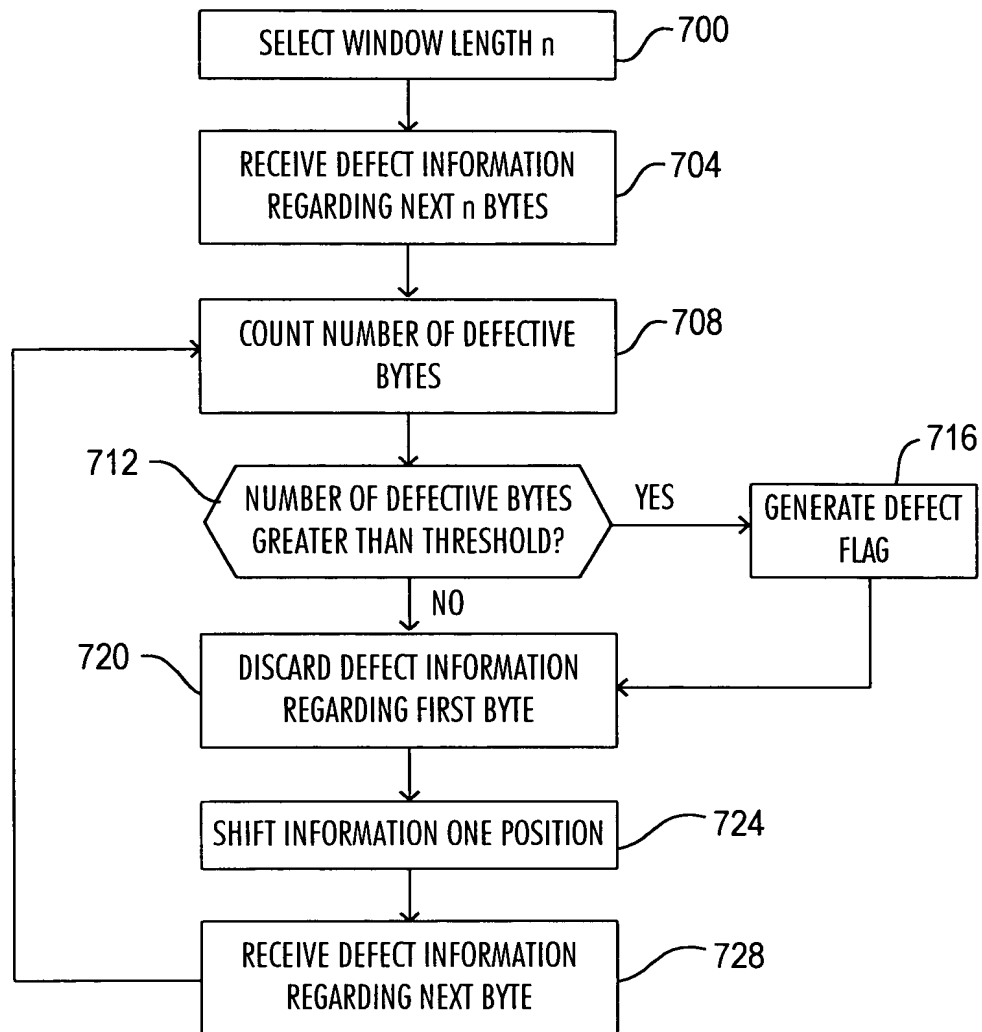 SELECT WINDOW LENGTH n
700
RECEIVE DEFECT INFORMATION
REGARDING NEXT n BYTES
704
COUNT NUMBER OF DEFECTIVE
BYTES
708
712
NUMBER OF DEFECTIVE BYTES
GREATER THAN THRESHOLD?
YES
716
GENERATE DEFECT
FLAG
NO
720
DISCARD DEFECT INFORMATION
REGARDING FIRST BYTE
SHIFT INFORMATION ONE POSITION
724
RECEIVE DEFECT INFORMATION
REGARDING NEXT BYTE
728